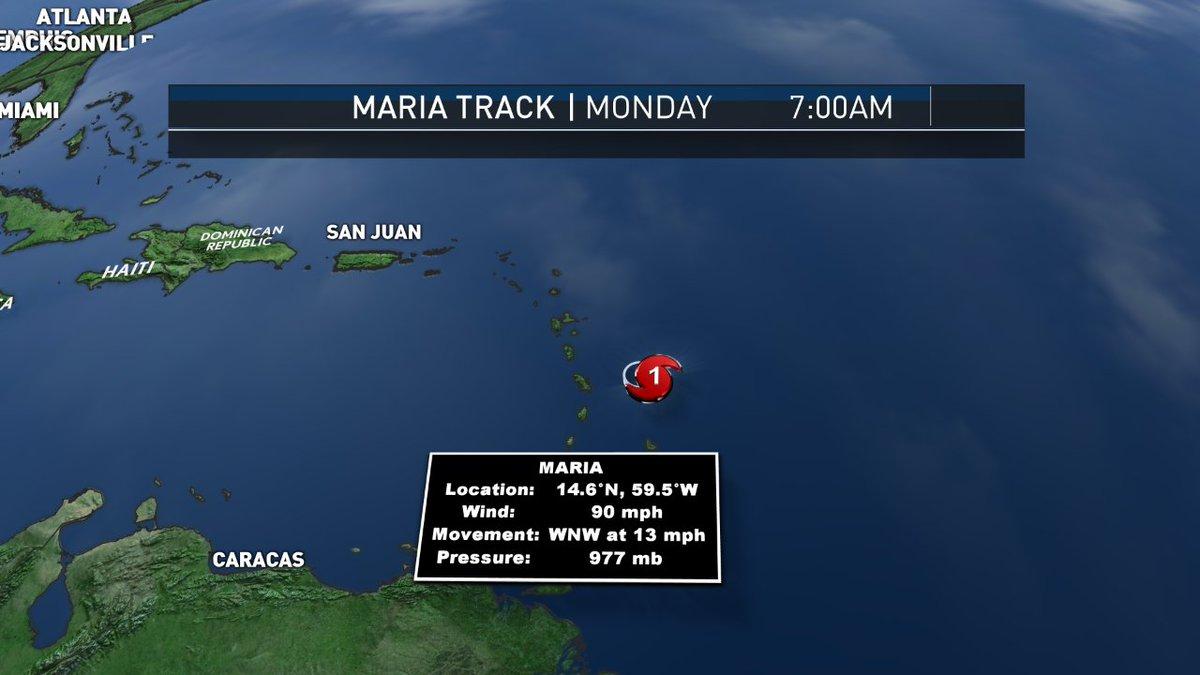 ATLANTA
JACKSONVILLE
MIAMI
MARIA TRACK | MONDAY 7:00AM
SAN JUAN
DOMINICAN
REPUBLIC
HAITI
1
MARIA
Location: 14.6°N, 59.5°W
Wind: 90 mph
Movement: WNW at 13 mph
Pressure: 977 mb
CARACAS